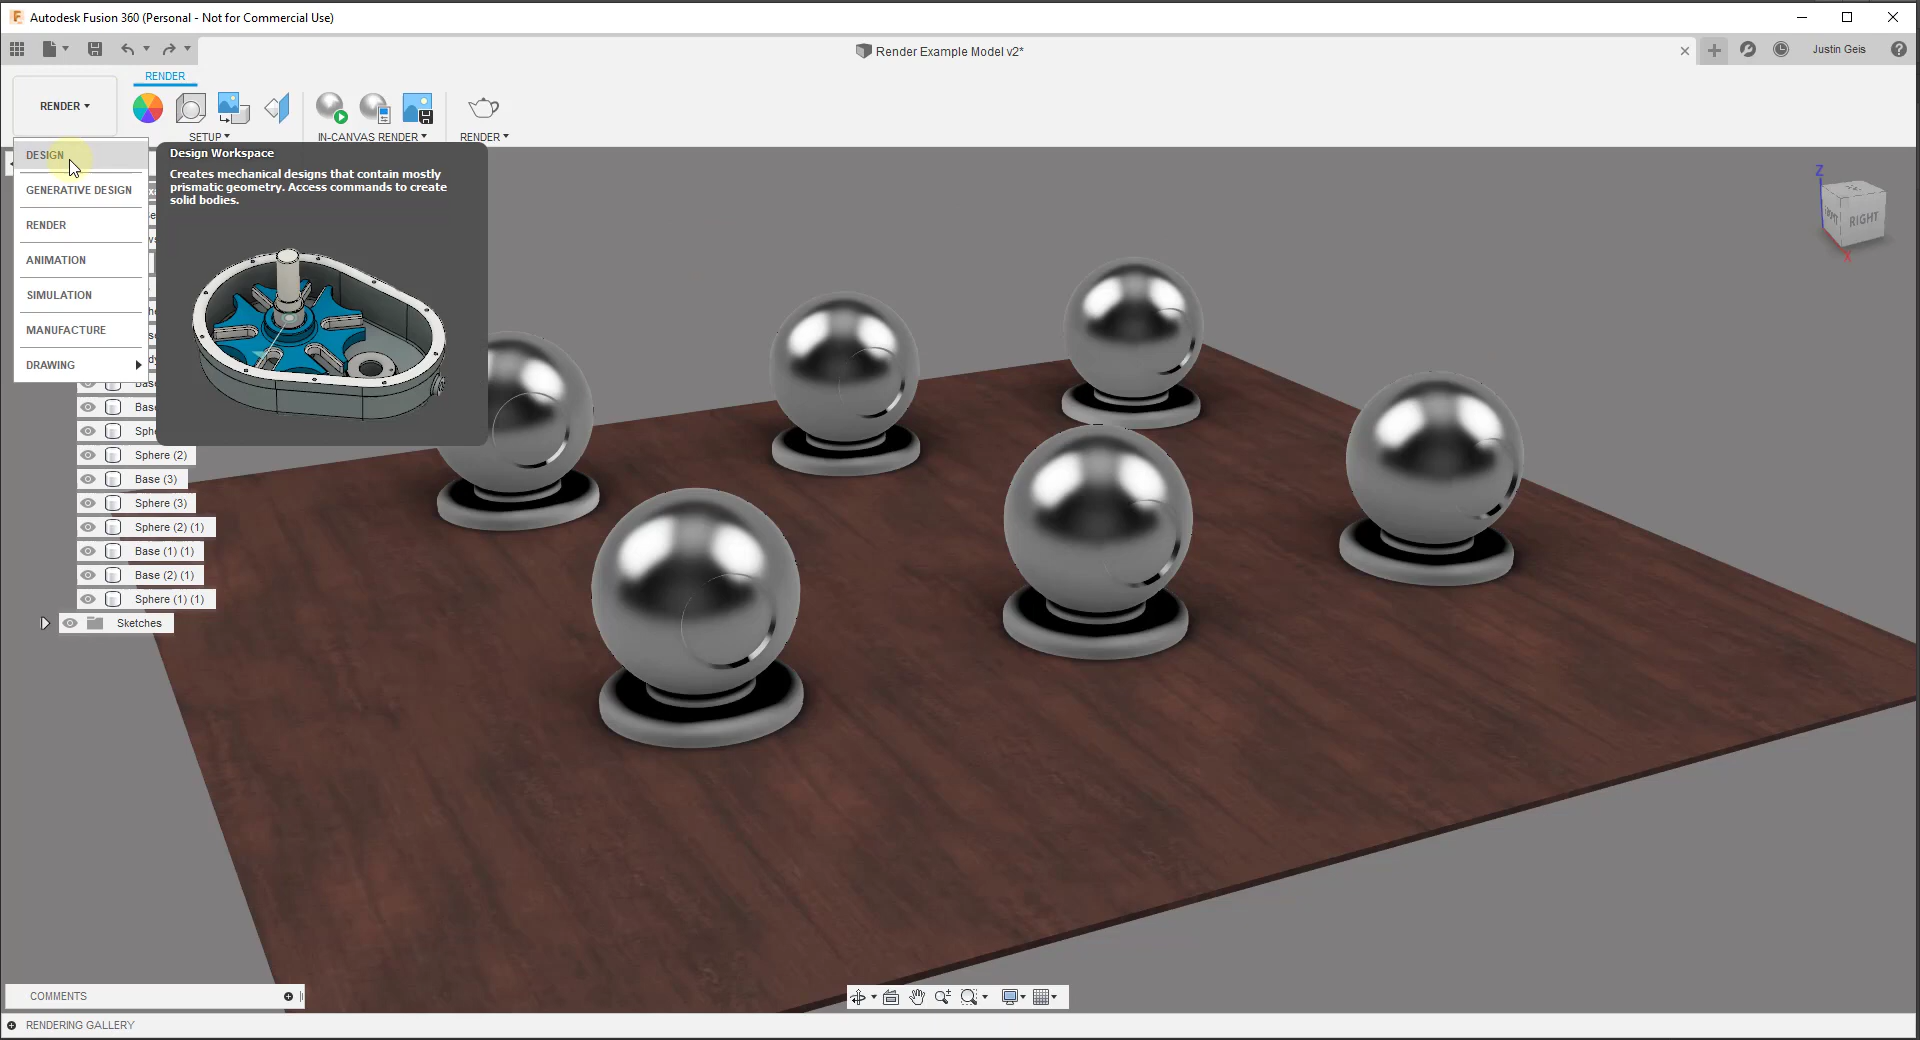 Autodesk Fusion 360 (Personal - Not for Commercial Use)
Render Example Model v2*
Justin Geis
RENDER
RENDER
SETUP
IN-CANVAS RENDER
RENDER
DESIGN
GENERATIVE DESIGN
RENDER
ANIMATION
SIMULATION
MANUFACTURE
DRAWING
Design Workspace
Creates mechanical designs that contain mostly
prismatic geometry. Access commands to create
solid bodies.
Z
RIGHT
X
Sphere (2)
Base (3)
Sphere (3)
Sphere (2) (1)
Base (1) (1)
Base (2) (1)
Sphere (1) (1)
Sketches
COMMENTS
RENDERING GALLERY